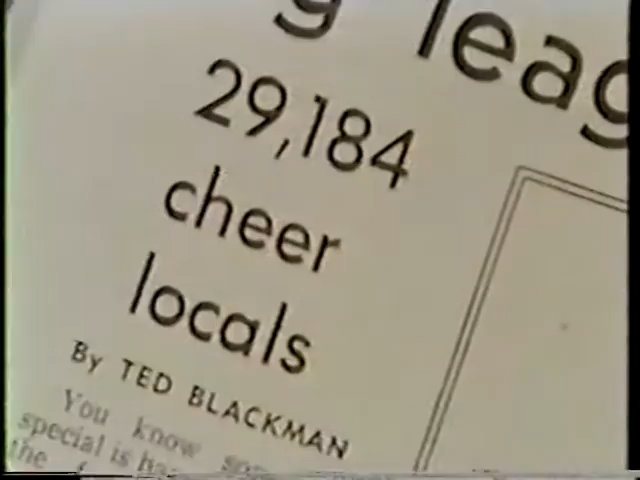 g leag
29,184
cheer
locals
By TED BLACKMAN
You know
special is
the